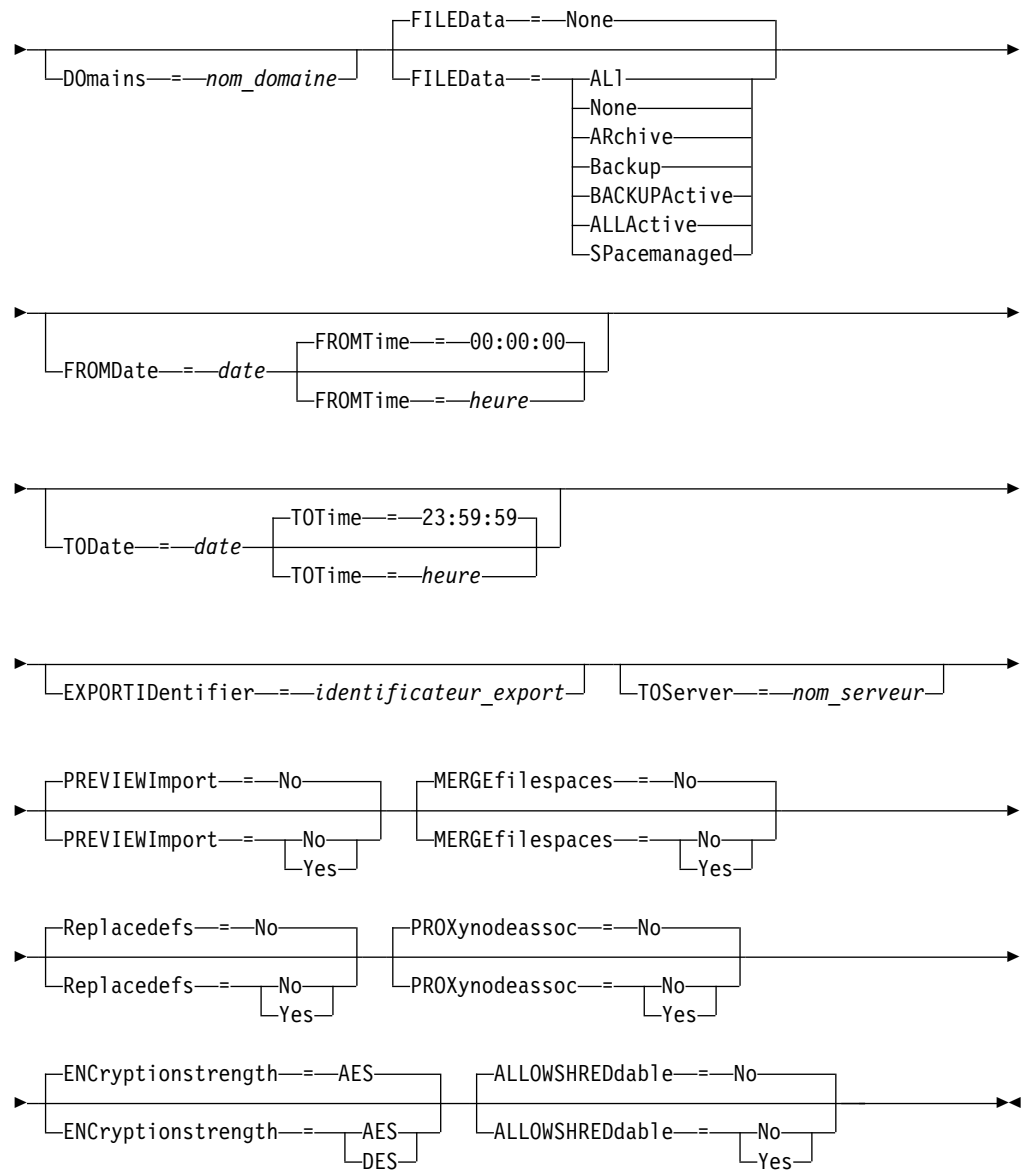 FILEData = None
DOmains = nom_domaine FILEData = ALl
None
ARchive
Backup
BACKUPActive
ALLActive
SPacemanaged
FROMTime = 00:00:00
FROMDate = date
FROMTime = heure
TOTime = 23:59:59
TODate = date
TOTime = heure
EXPORTIDentifier = identificateur_export TOServer = nom_serveur
PREVIEWImport = No MERGEfilespaces = No
PREVIEWImport = No MERGEfilespaces = No
Yes Yes
Replacedefs = No PROXynodeassoc = No
Replacedefs = No PROXynodeassoc = No
Yes Yes
ENCryptionstrength = AES ALLOWSHREDdable = No
ENCryptionstrength = AES ALLOWSHREDdable = No
DES Yes